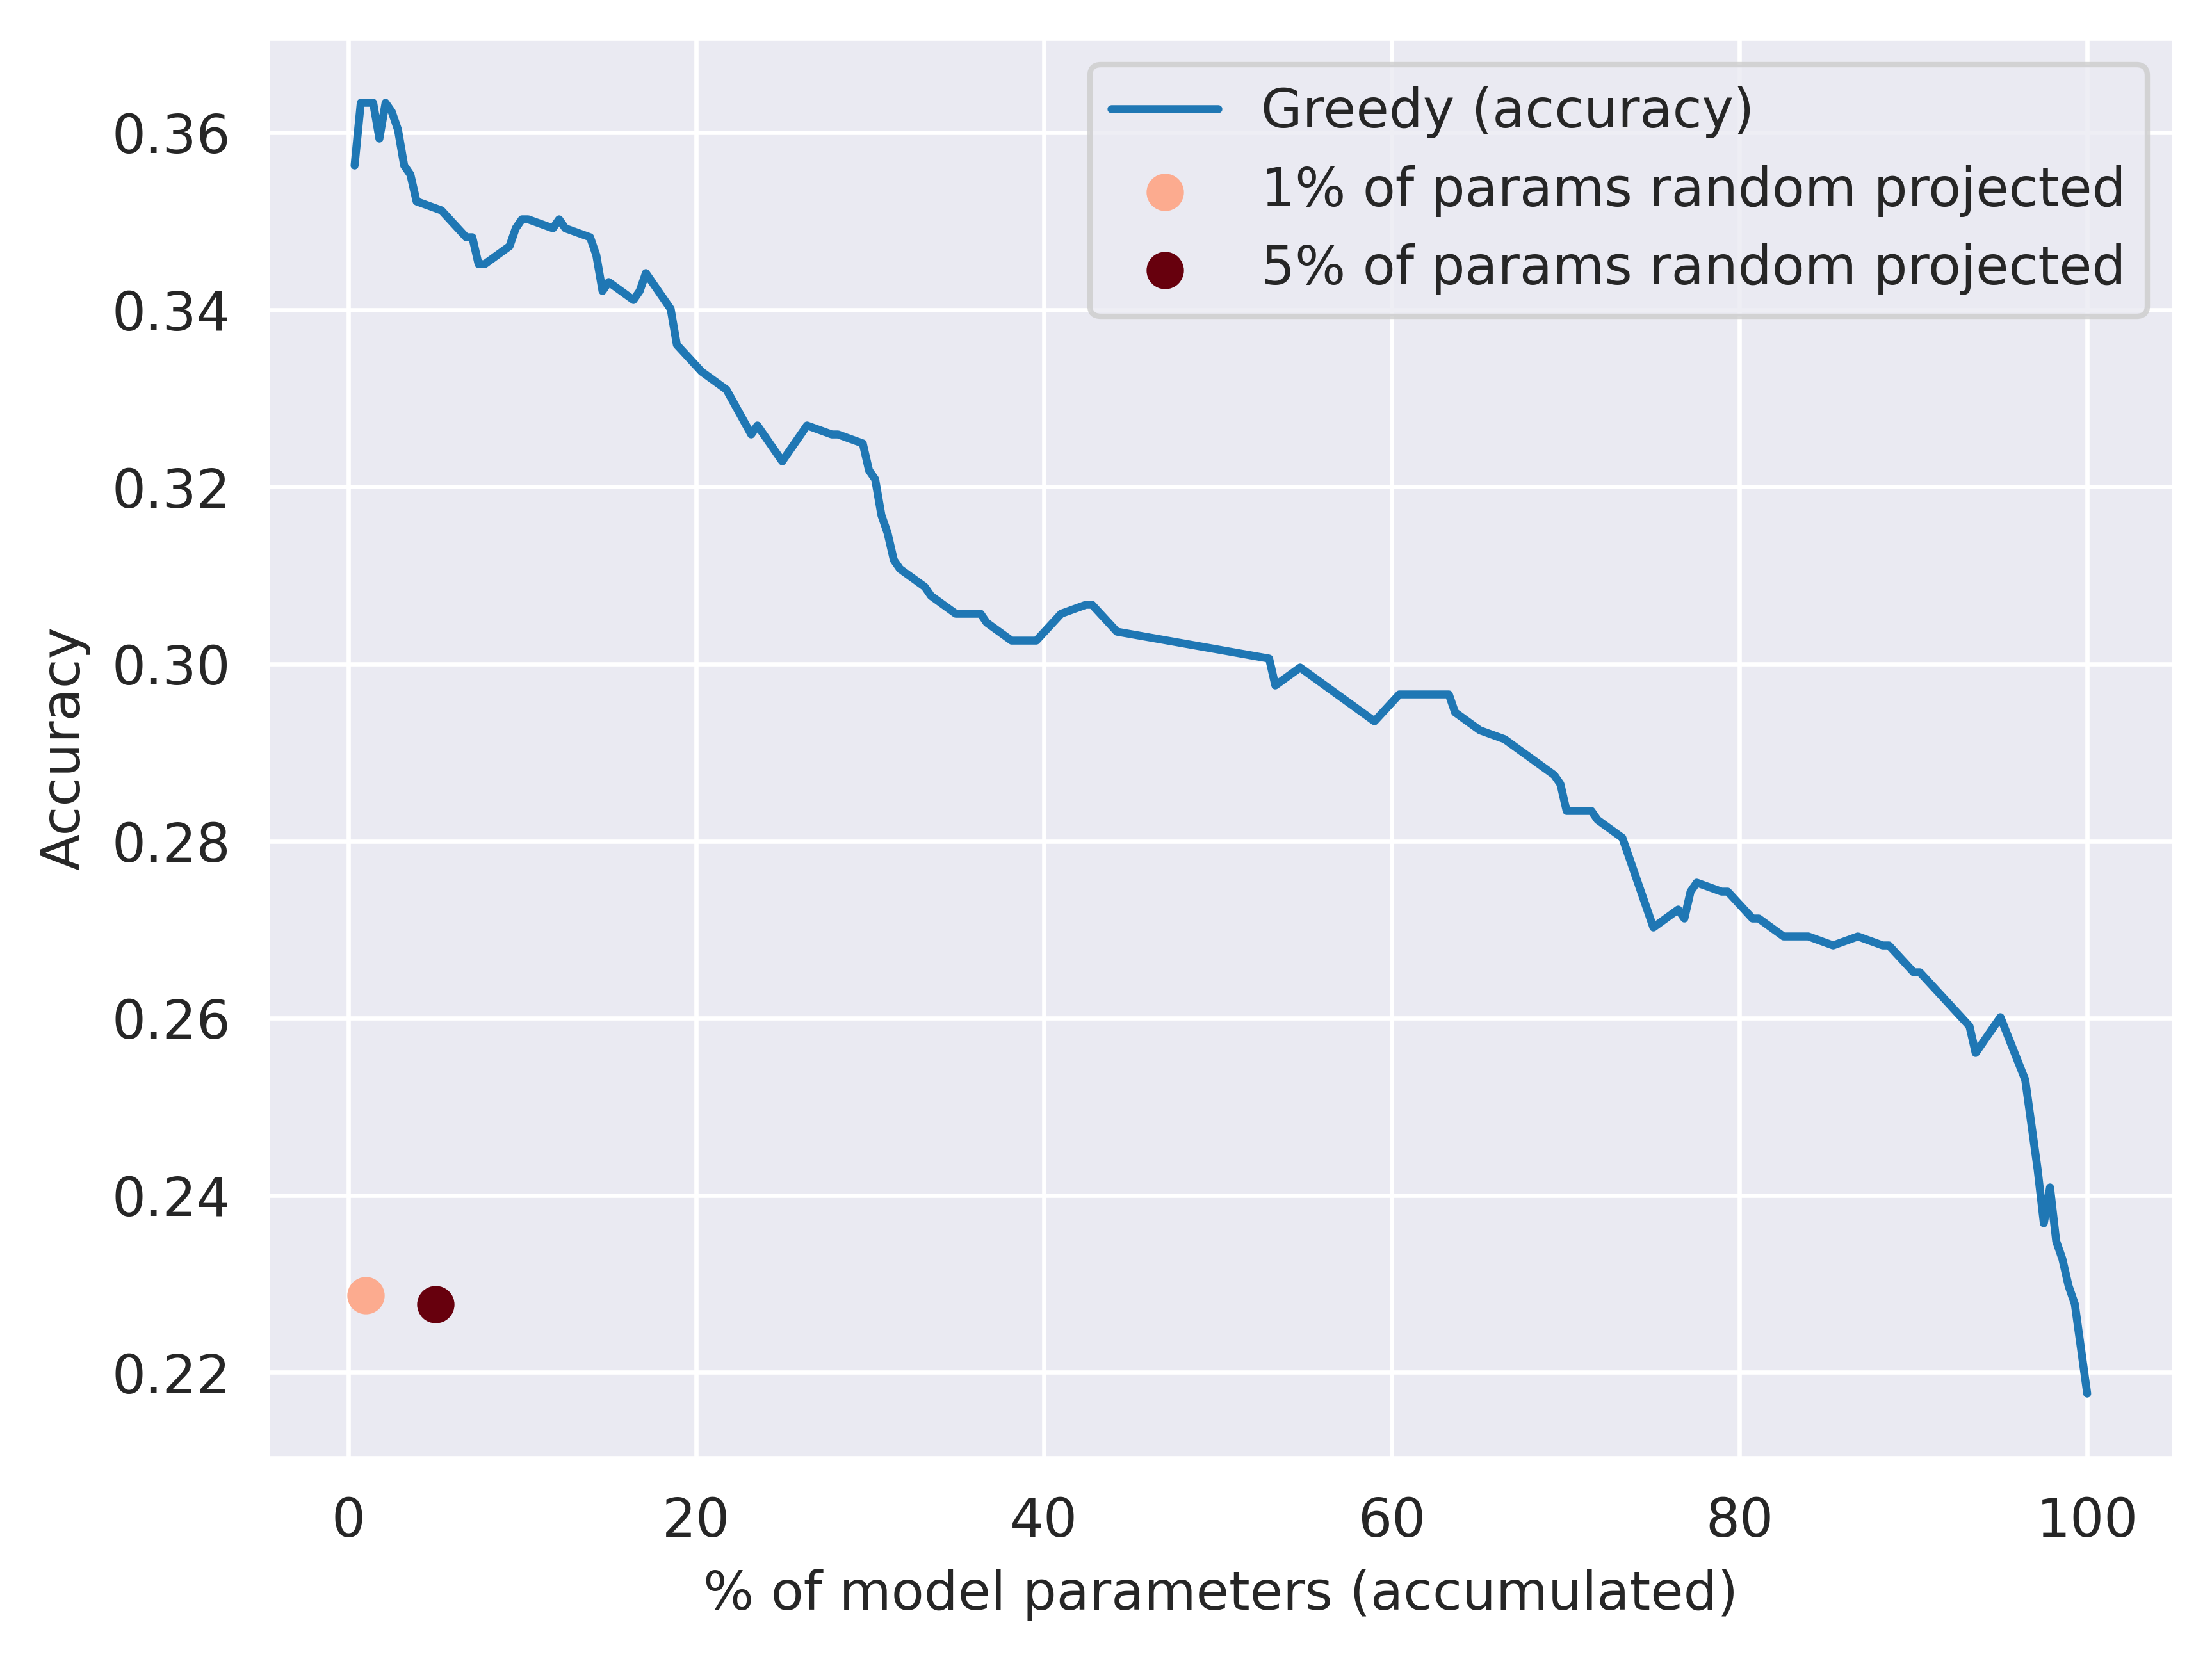 Greedy (accuracy)
1% of params random projected
5% of params random projected
0.36
0.34
0.32
0.30
0.28
0.26
0.24
0.22
Accuracy
0 20 40 60 80 100
% of model parameters (accumulated)